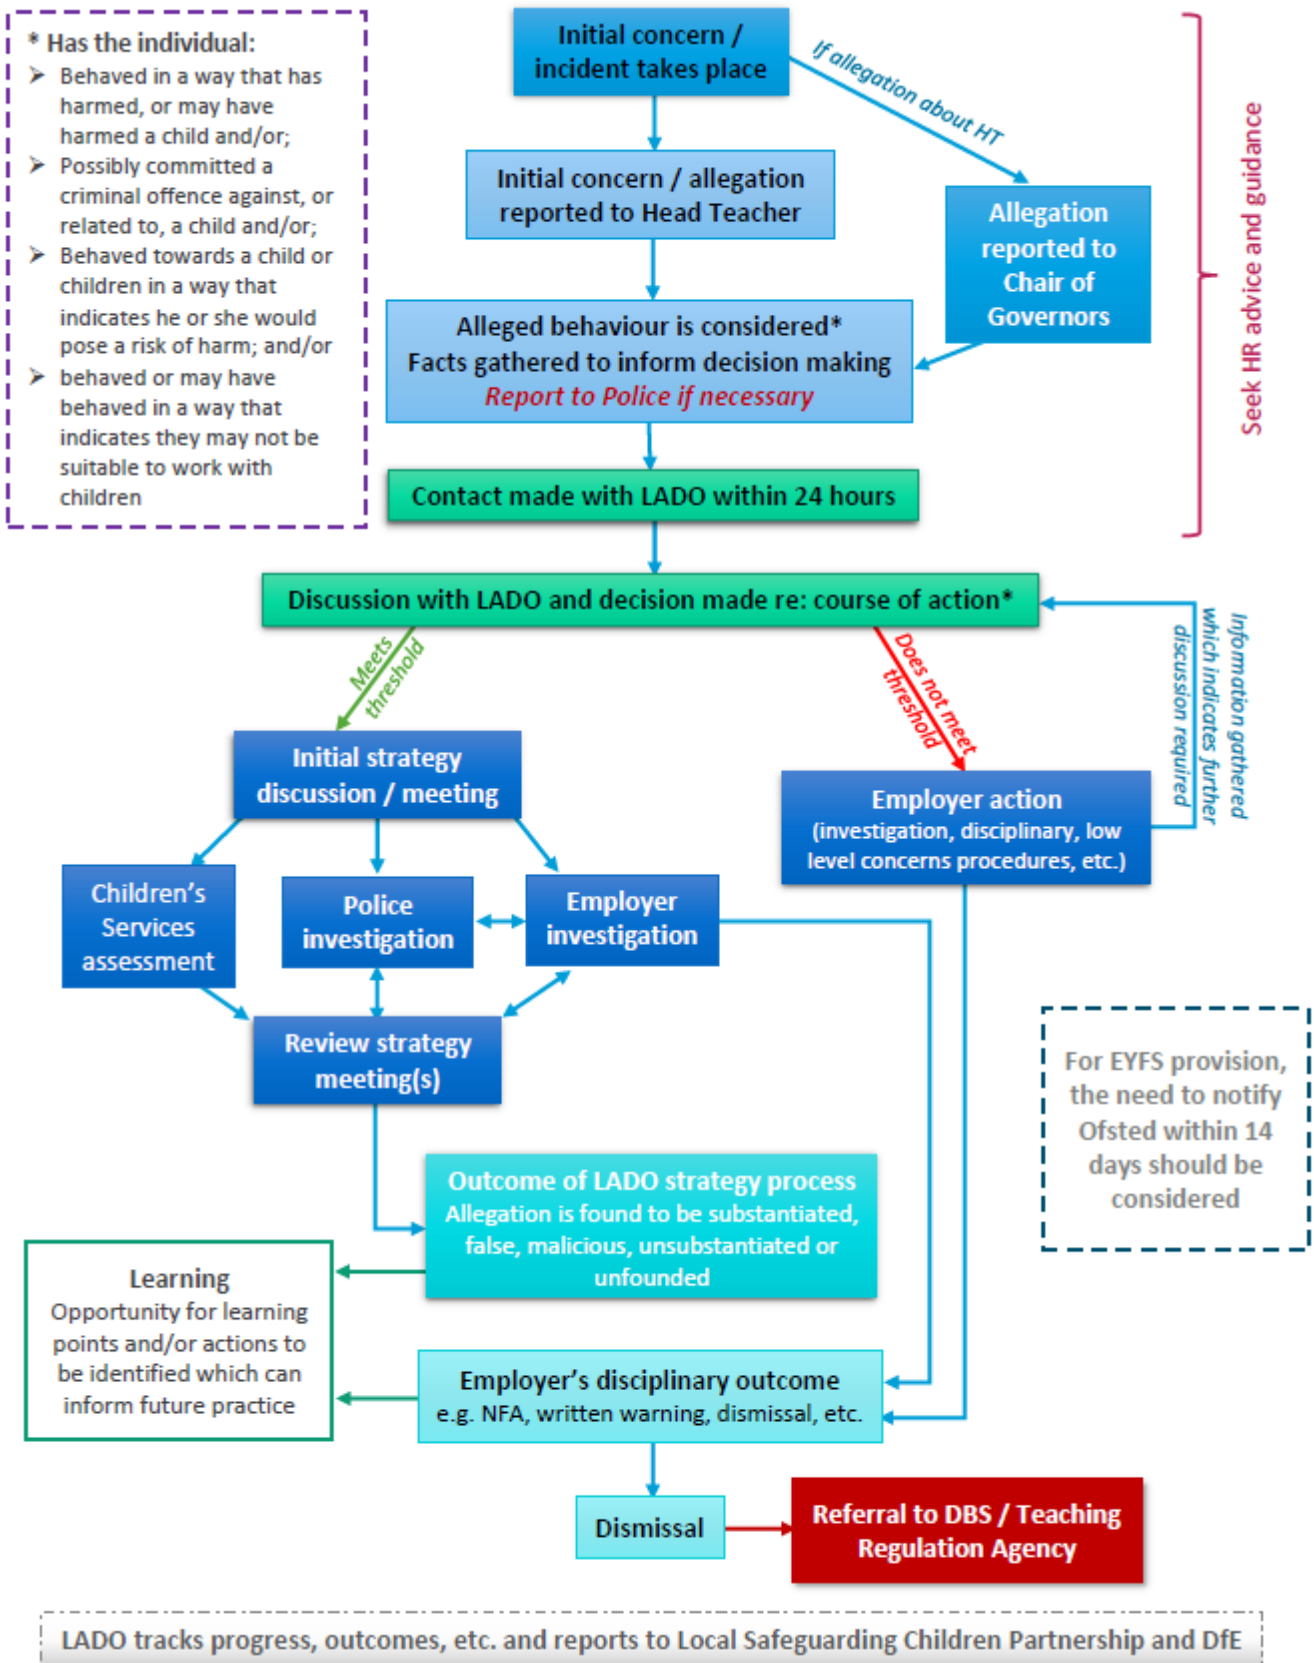 * Has the individual:
➤ Behaved in a way that has
harmed, or may have
harmed a child and/or;
➤ Possibly committed a
criminal offence against, or
related to, a child and/or;
➤ Behaved towards a child or
children in a way that
indicates he or she would
pose a risk of harm; and/or
➤ behaved or may have
behaved in a way that
indicates they may not be
suitable to work with
children
Initial concern /
incident takes place
If allegation about HT
Initial concern / allegation
reported to Head Teacher
Allegation
reported to
Chair of
Governors
Seek HR advice and guidance
Alleged behaviour is considered*
Facts gathered to inform decision making
Report to Police if necessary
Contact made with LADO within 24 hours
Discussion with LADO and decision made re: course of action*
Meets
threshold
Does not meet
threshold
Information gathered
which indicates further
discussion required
Initial strategy
discussion / meeting
Employer action
(investigation, disciplinary, low
level concerns procedures, etc.)
Children's
Services
assessment
Police
investigation
Employer
investigation
Review strategy
meeting(s)
For EYFS provision,
the need to notify
Ofsted within 14
days should be
considered
Outcome of LADO strategy process
Allegation is found to be substantiated,
false, malicious, unsubstantiated or
unfounded
Learning
Opportunity for learning
points and/or actions to
be identified which can
inform future practice
Employer's disciplinary outcome
e.g. NFA, written warning, dismissal, etc.
Dismissal
Referral to DBS / Teaching
Regulation Agency
LADO tracks progress, outcomes, etc. and reports to Local Safeguarding Children Partnership and DfE